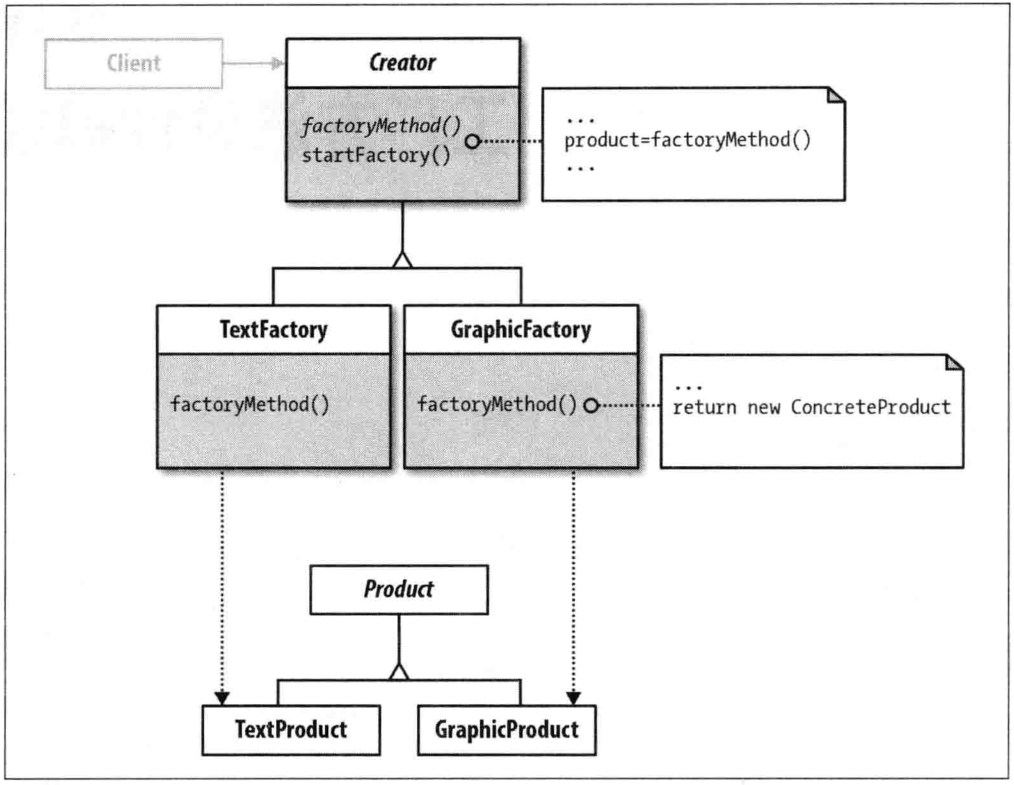 Client
Creator
factoryMethod()
startFactory()
...
product=factoryMethod()
...
TextFactory
GraphicFactory
factoryMethod()
factoryMethod()
...
return new ConcreteProduct
Product
TextProduct
GraphicProduct